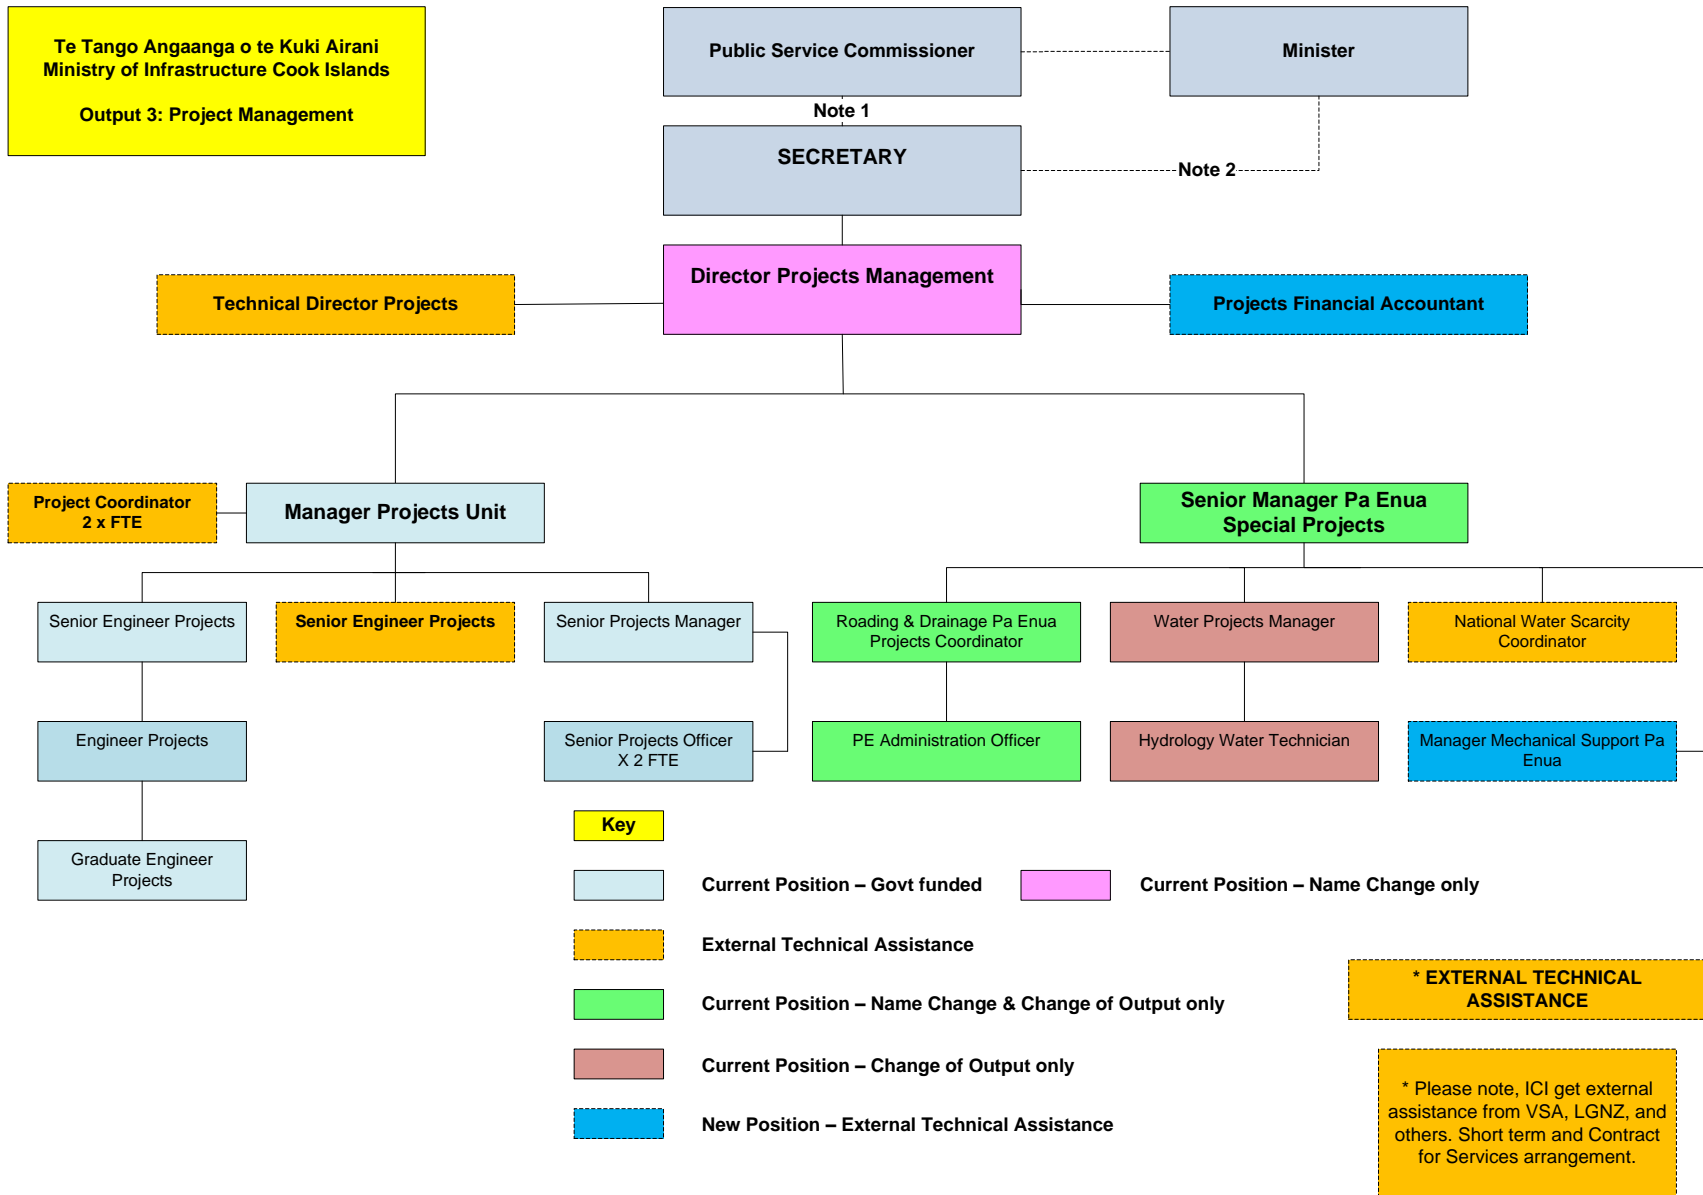 Te Tango Angaanga o te Kuki Airani
Ministry of Infrastructure Cook Islands
Output 3: Project Management
Public Service Commissioner
Minister
Note 1
SECRETARY
Note 2
Director Projects Management
Technical Director Projects
Projects Financial Accountant
Project Coordinator
2 x FTE
Manager Projects Unit
Senior Manager Pa Enua
Special Projects
Senior Engineer Projects
Senior Engineer Projects
Senior Projects Manager
Roading & Drainage Pa Enua
Projects Coordinator
Water Projects Manager
National Water Scarcity
Coordinator
Engineer Projects
Senior Projects Officer
X 2 FTE
PE Administration Officer
Hydrology Water Technician
Manager Mechanical Support Pa
Enua
Graduate Engineer
Projects
Key
Current Position – Govt funded
Current Position – Name Change only
External Technical Assistance
Current Position – Name Change & Change of Output only
Current Position – Change of Output only
New Position – External Technical Assistance
* EXTERNAL TECHNICAL
ASSISTANCE
* Please note, ICI get external
assistance from VSA, LGNZ, and
others. Short term and Contract
for Services arrangement.